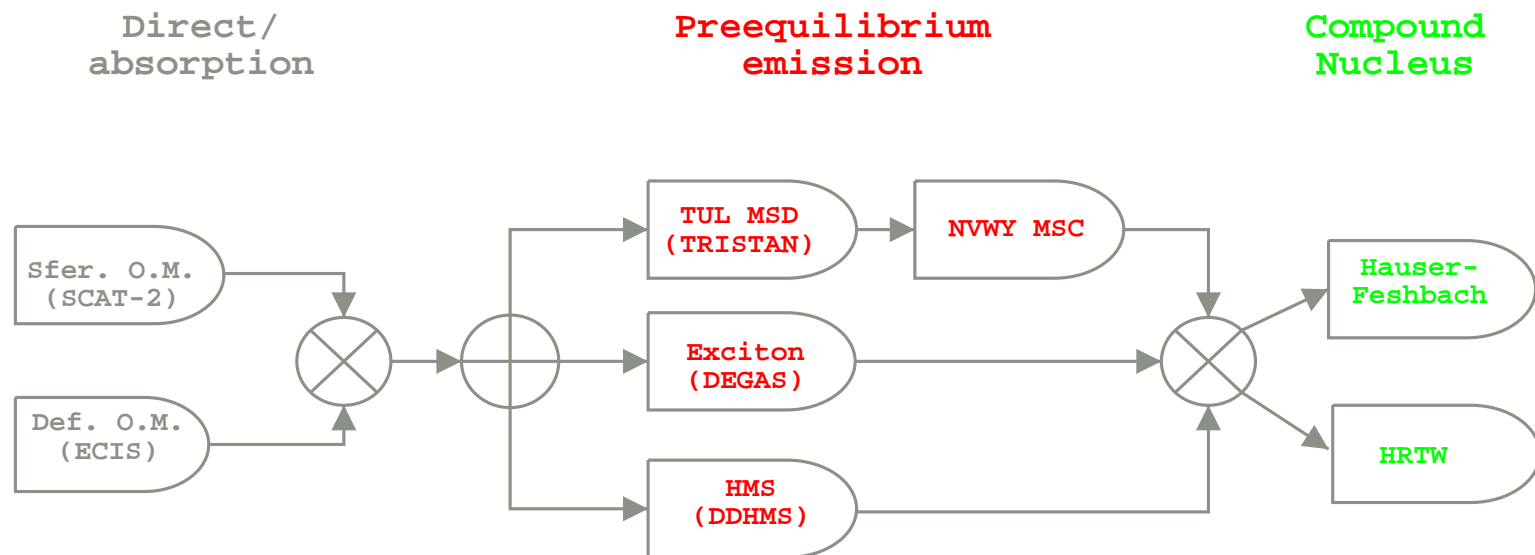 Direct/
absorption
Preequilibrium
emission
Compound
Nucleus
Sfer. O.M.
(SCAT-2)
Def. O.M.
(ECIS)
TUL MSD
(TRISTAN)
NVWY MSC
Exciton
(DEGAS)
HMS
(DDHMS)
Hauser-
Feshbach
HRTW